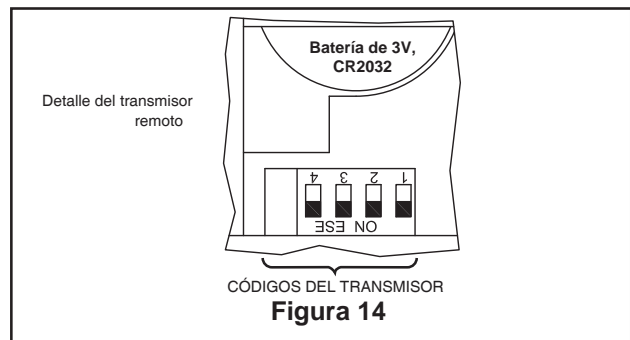 Batería de 3V,
CR2032
Detalle del transmisor
remoto
4 3 2 1
ON ESE
CÓDIGOS DEL TRANSMISOR
Figura 14